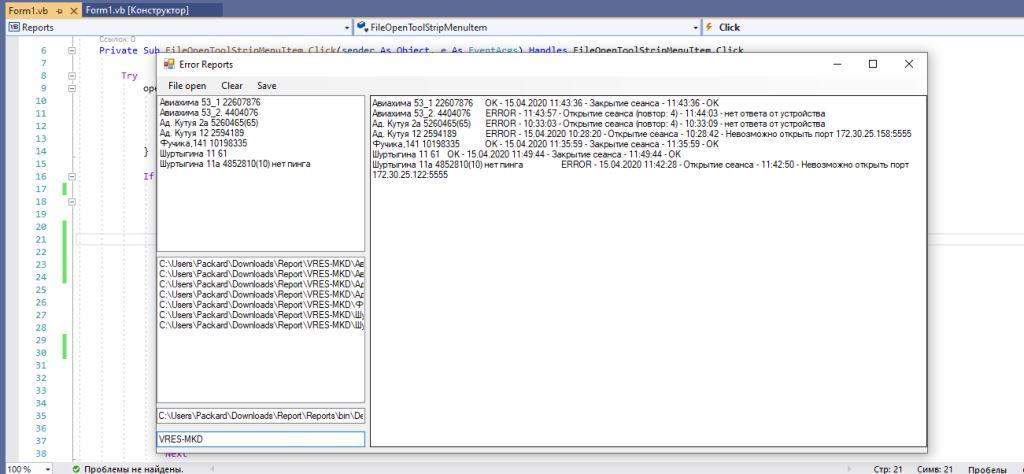 Form1.vb
Form1.vb [Конструктор]
VB Reports
FileOpenToolStripMenuItem
Click
Ссылок: 0
6 Private Sub FileOpenToolStripMenuItem_Click(sender As Object, e As EventArgs) Handles FileOpenToolStripMenuItem.Click
7
8 Try
9 ope
10
11
12
13
14 }
15
16 If
17
18
19
20
21
22
23
24
25
26
27
28
29
30
31
32
33
34
35
36
37
38 Next
Error Reports
File open Clear Save
Авиахима 53_1 22607876
Авиахима 53_2. 4404076
Ад. Кутуя 2а 5260465(65)
Ад. Кутуя 12 2594189
Фучика,141 10198335
Шуртыгина 11 61
Шуртыгина 11а 4852810(10) нет пинга
C:\Users\Packard\Downloads\Report\VRES-MKD\Ав
C:\Users\Packard\Downloads\Report\VRES-MKD\Ав
C:\Users\Packard\Downloads\Report\VRES-MKD\Ад
C:\Users\Packard\Downloads\Report\VRES-MKD\Ад
C:\Users\Packard\Downloads\Report\VRES-MKD\Ф
C:\Users\Packard\Downloads\Report\VRES-MKD\Шу
C:\Users\Packard\Downloads\Report\VRES-MKD\Шу
C:\Users\Packard\Downloads\Report\Reports\bin\De
VRES-MKD
Авиахима 53_1 22607876 OK - 15.04.2020 11:43:36 - Закрытие сеанса - 11:43:36 - OK
Авиахима 53_2. 4404076 ERROR - 11:43:57 - Открытие сеанса (повтор: 4) - 11:44:03 - нет ответа от устройства
Ад. Кутуя 2а 5260465(65) ERROR - 10:33:03 - Открытие сеанса (повтор: 4) - 10:33:09 - нет ответа от устройства
Ад. Кутуя 12 2594189 ERROR - 15.04.2020 10:28:20 - Открытие сеанса - 10:28:42 - Невозможно открыть порт 172.30.25.158:5555
Фучика,141 10198335 OK - 15.04.2020 11:35:59 - Закрытие сеанса - 11:35:59 - OK
Шуртыгина 11 61 OK - 15.04.2020 11:49:44 - Закрытие сеанса - 11:49:44 - OK
Шуртыгина 11а 4852810(10) нет пинга ERROR - 15.04.2020 11:42:28 - Открытие сеанса - 11:42:50 - Невозможно открыть порт
172.30.25.122:5555
100 % Проблемы не найдены. Стр: 21 Симв: 21 Пробелы